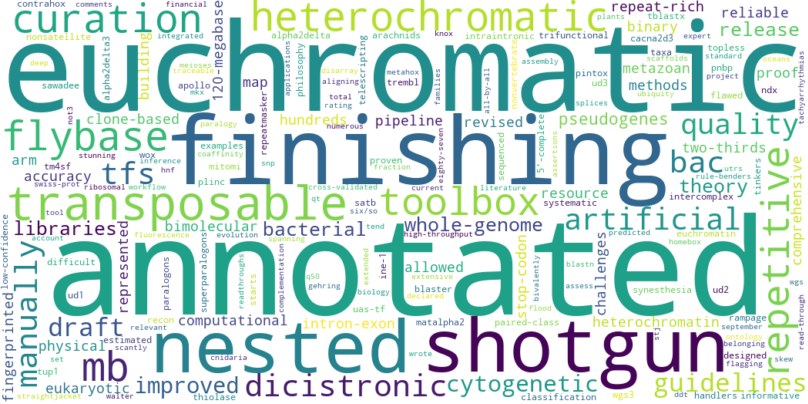 contrahox comments financial
curation heterochromatic repeat-rich reliable
nonsatellite integrated alpha2delta arachnids trifunctional plants knox binary release
euchromatic
deep alpha2delta3 building 120-megabase intraintronic telescripting philosophy applications disarray nonvertebrates
sawadee meioses traceable apollo map mkx aligning metahox total trembl rating all-by-all families assembly
tblastx cacna2d3 taxa scaffolds ubiquity expert topless standard project metazoan proof oceans tachyarrhythmias
clone-based repeatmasker hundreds pipeline revised pintox pnbp ud3 methods flawed ndx
flybase finishing pseudogenes quality
not3 paralogy numerous splices
arm wox examples coaffinity snp proven eighty-seven 5'-complete bac two-thirds
tm4sf inference hnf mitomi fraction sequenced assertions theory utrs
accuracy tfs plinc cross-validated current literature resource rule-benders
swiss-prot ribosomal workflow qt satb six/so systematic intercomplex tinkers
transposable toolbox artificial repetitive comprehensive
tool high-throughput
libraries bimolecular bacterial whole-genome
low-confidence fingerprinted manually account represented fluorescence evolution spanning tend predicted euchromatin homebox
annotated
difficult paralogons superparalogons readthroughs starts complementation ine-1 q50 gehring extended biology extensive declared allowed blaster flood stop-codon bivalently blastn assess challenges synesthesia wgs read-through
ud1 uas-tf ud2
draft recon computational intron-exon matalpha2 paired-class heterochromatin rampage september
physical estimated relevant cnidaria wrote st3 designed ontology belonging
mb nested shotgun
set scantly flagging skew
tup1 eukaryotic improved dicistronic cytogenetic guidelines
straightjacket walter thiolase classification wgs3 ddt handlers informative